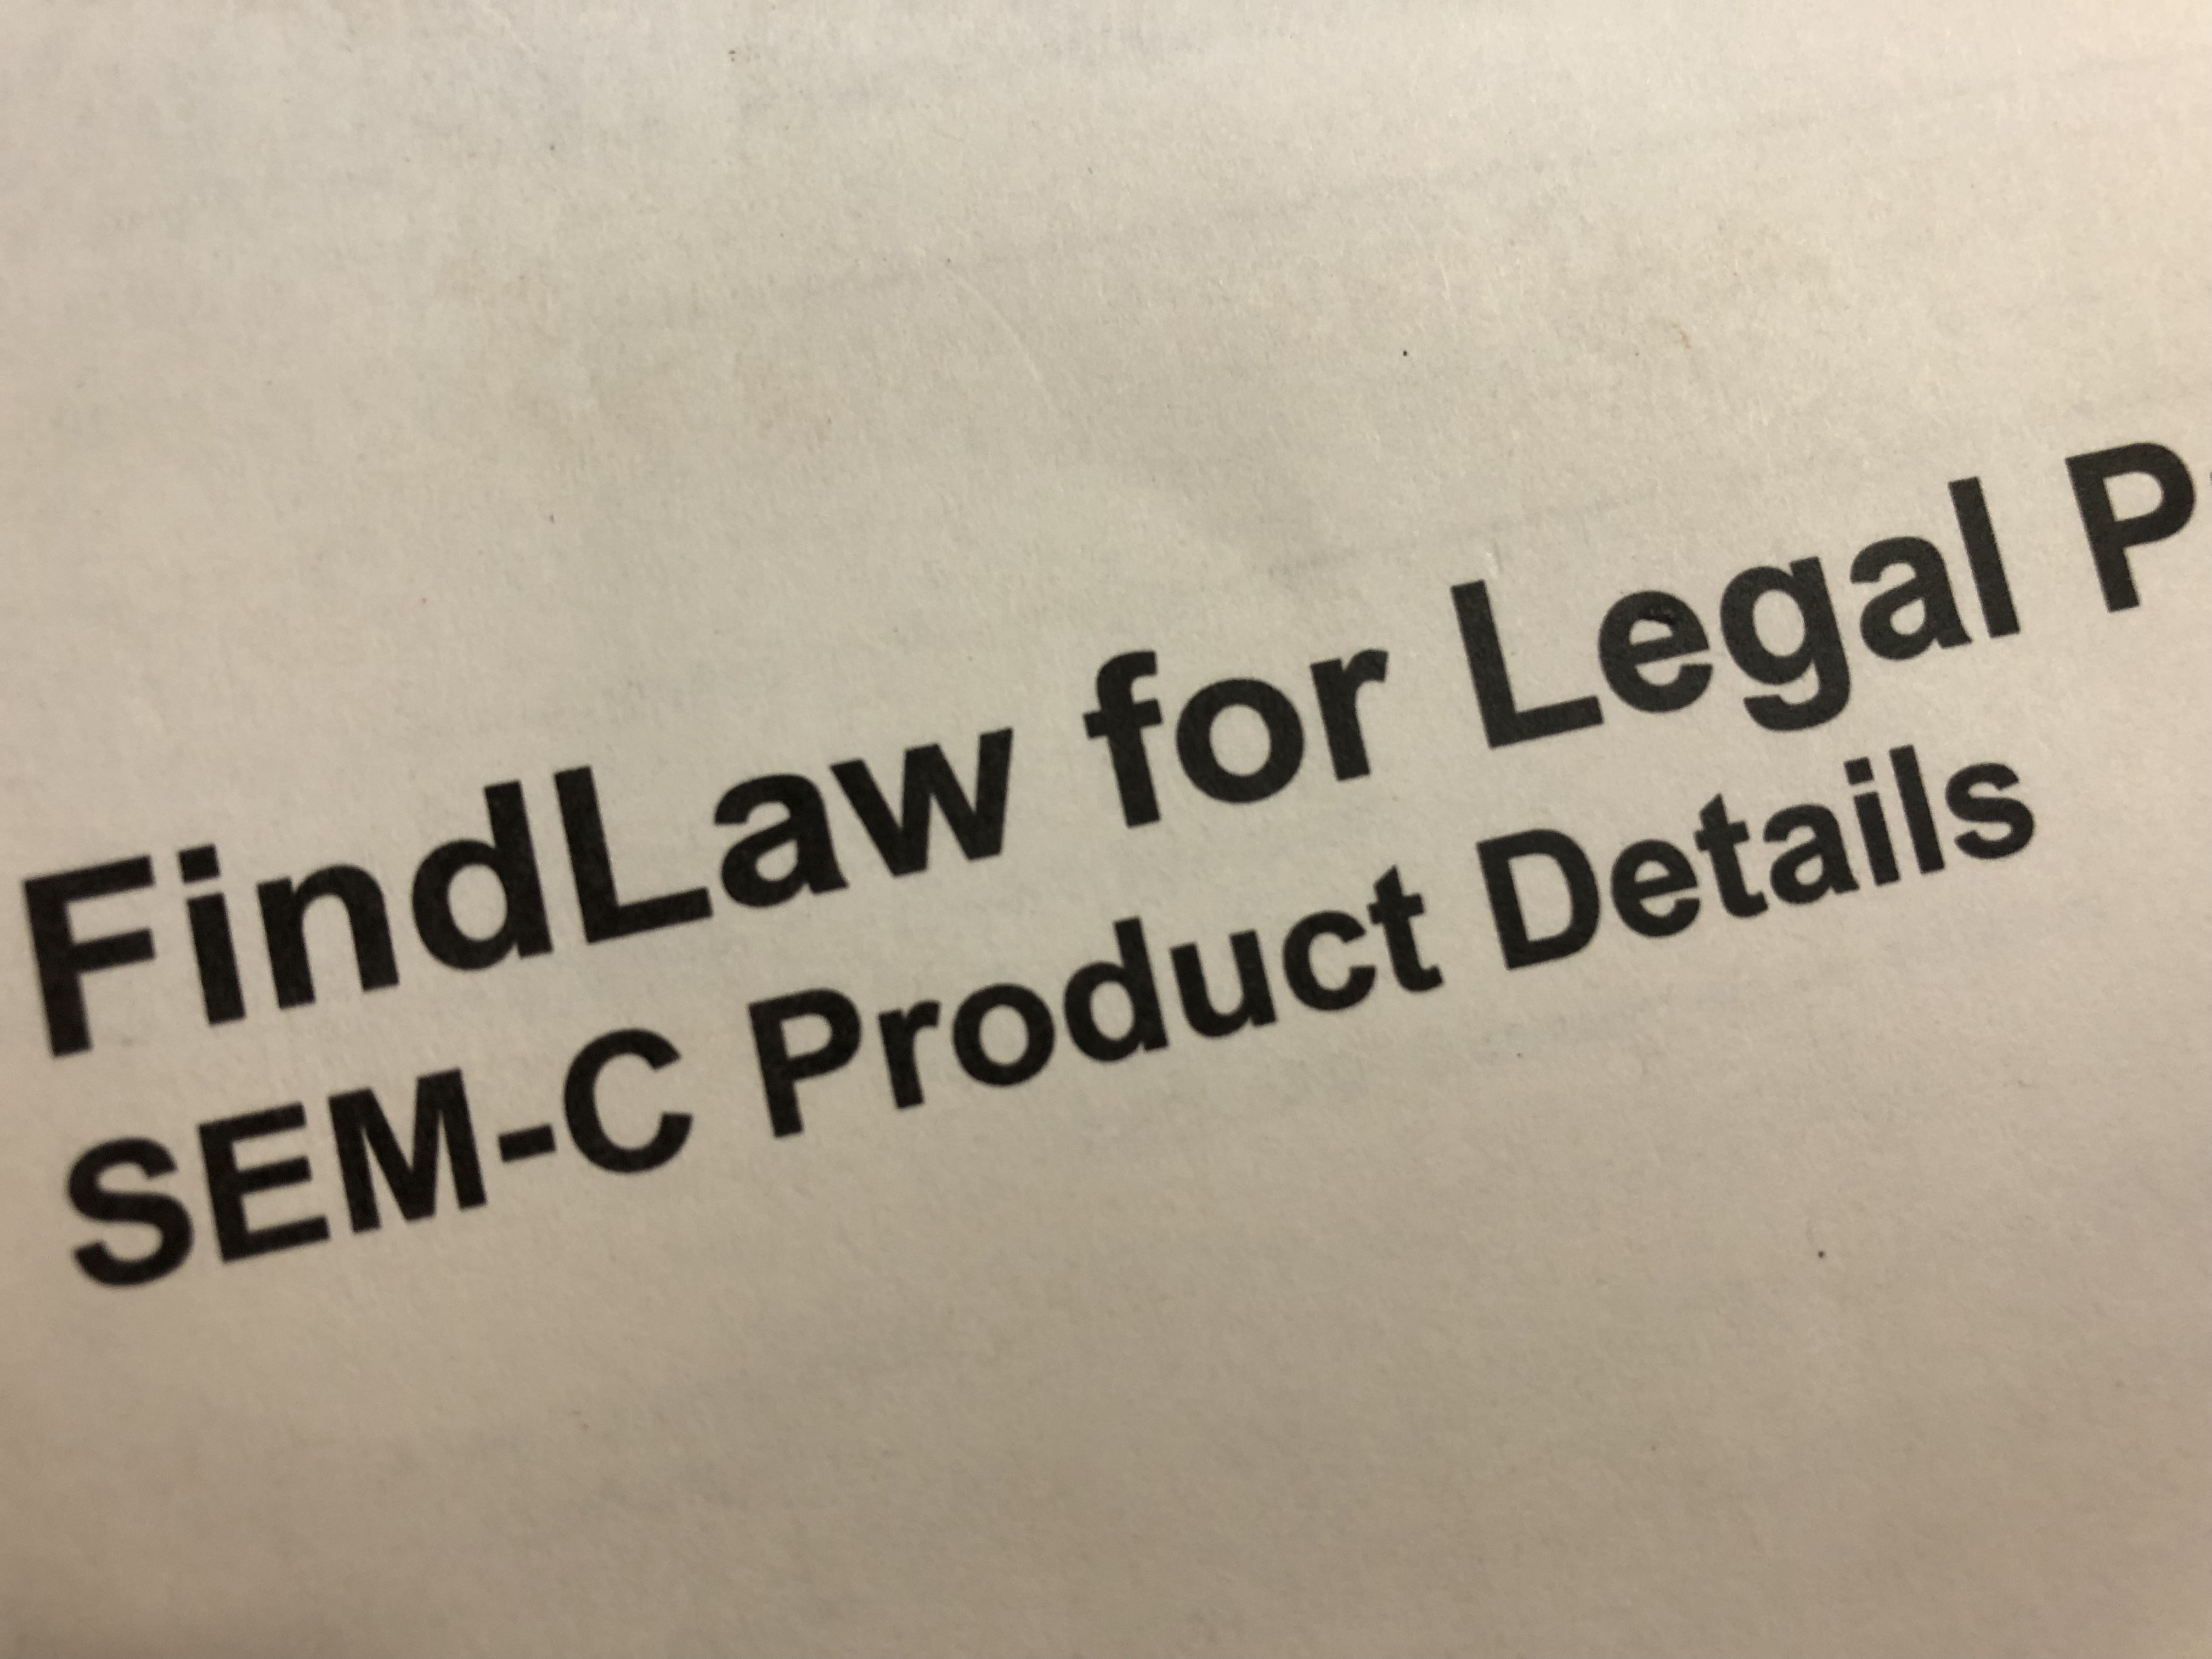 FindLaw for Legal P
SEM-C Product Details